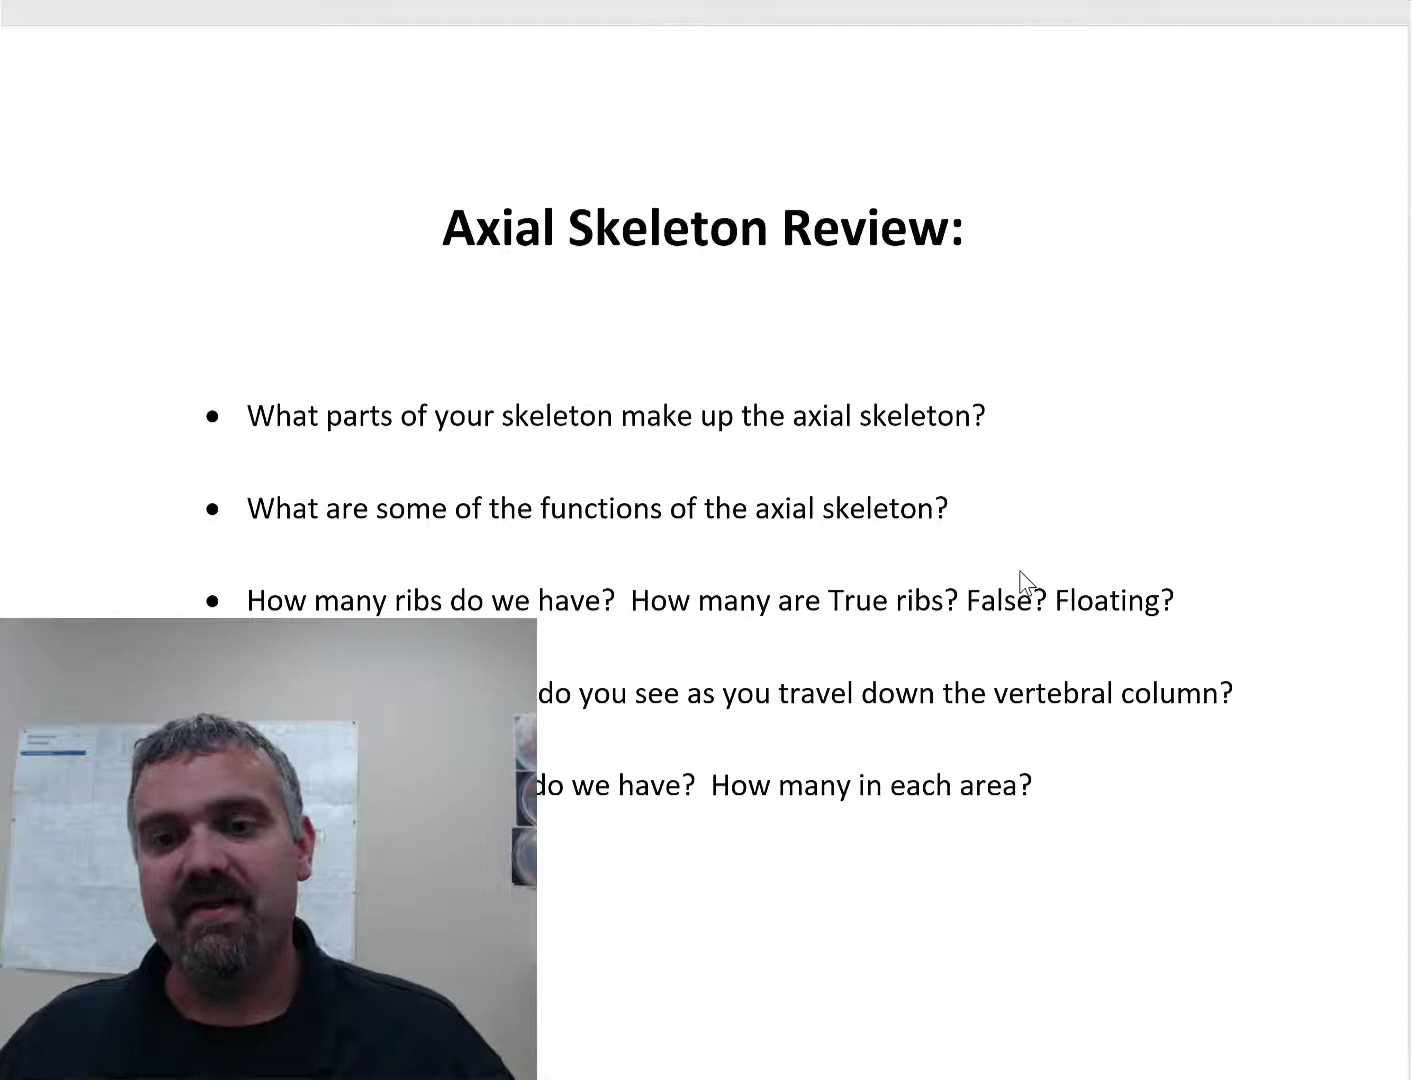 Axial Skeleton Review:
• What parts of your skeleton make up the axial skeleton?
• What are some of the functions of the axial skeleton?
• How many ribs do we have?  How many are True ribs? False? Floating?
do you see as you travel down the vertebral column?
do we have?  How many in each area?